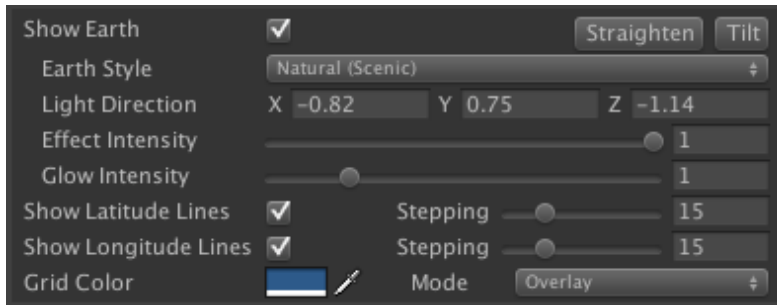 Show Earth Straighten Tilt
Earth Style Natural (Scenic)
Light Direction X -0.82 Y 0.75 Z -1.14
Effect Intensity 1
Glow Intensity 1
Show Latitude Lines Stepping 15
Show Longitude Lines Stepping 15
Grid Color Mode Overlay